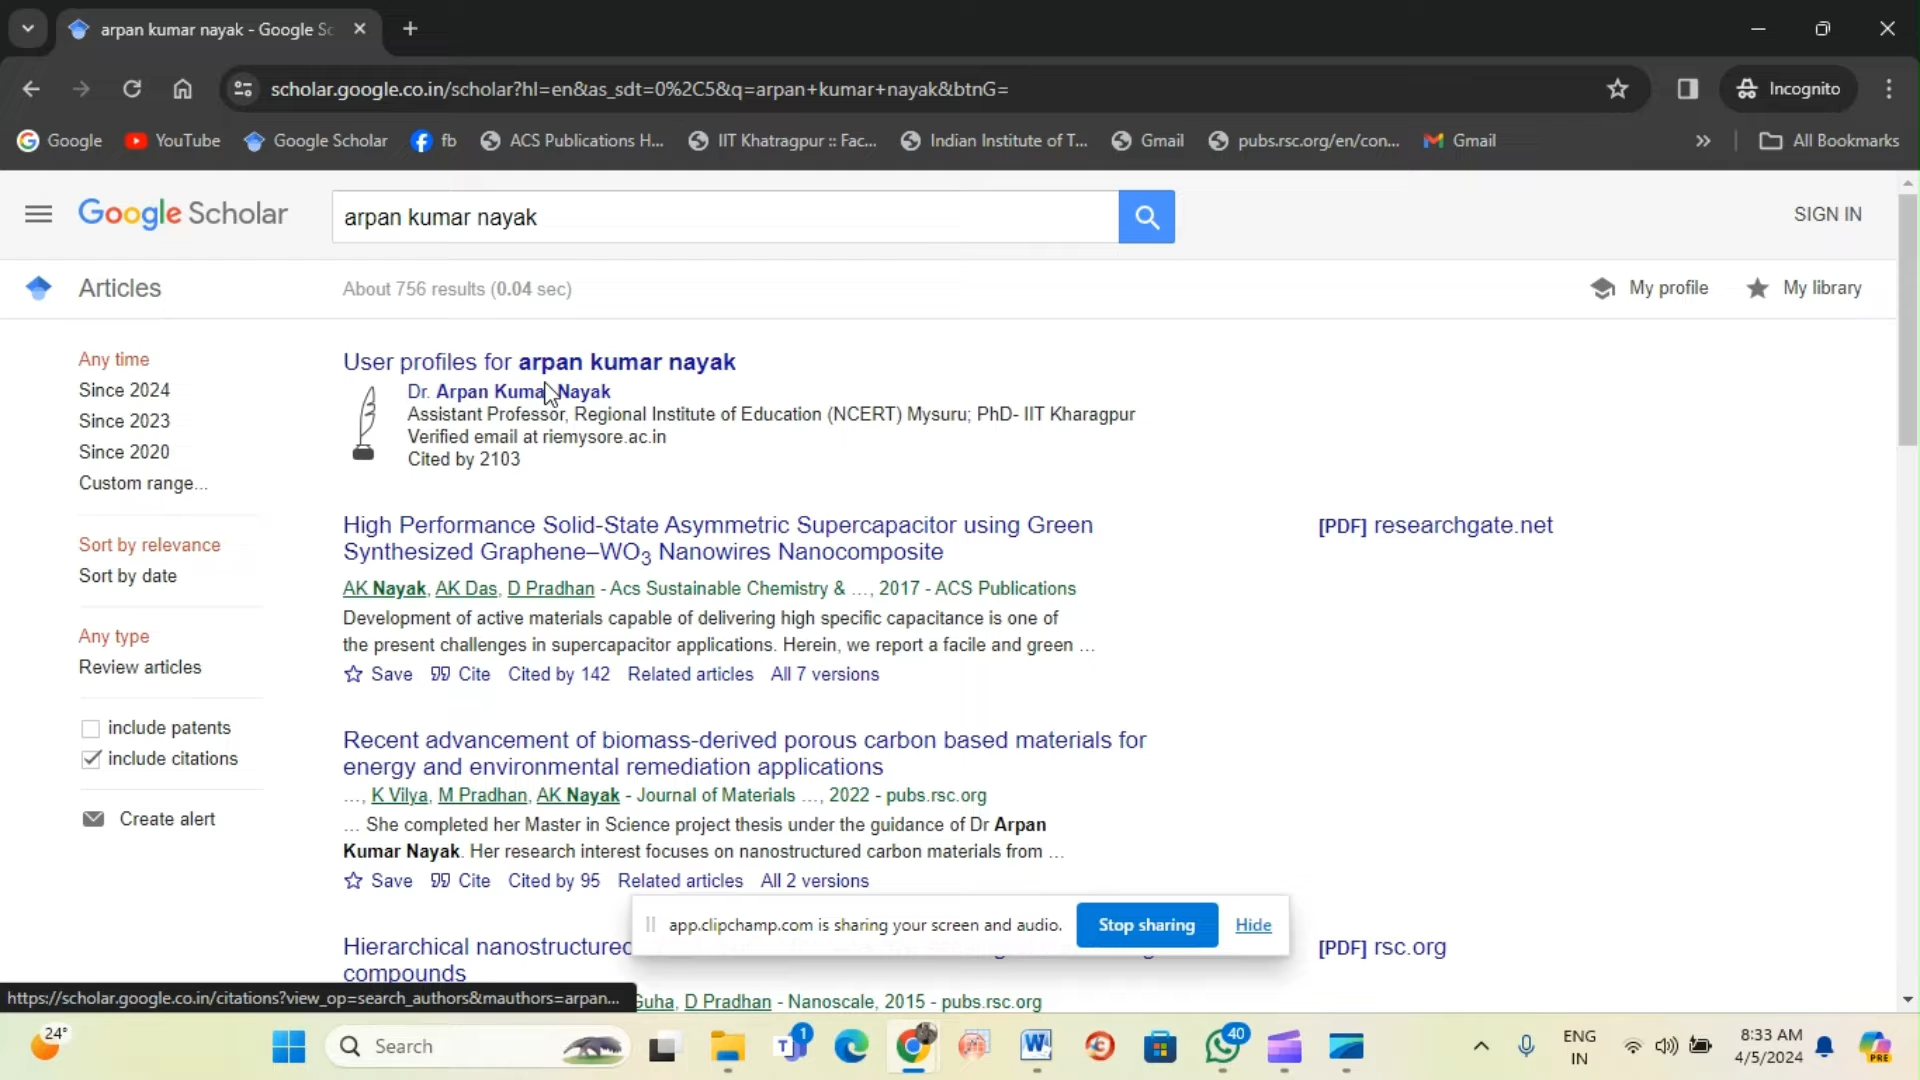 arpan kumar nayak - Google Sc
scholar.google.co.in/scholar?hl=en&as_sdt=0%2C5&q=arpan+kumar+nayak&btnG=
Incognito
Google
YouTube
Google Scholar
fb
ACS Publications H...
IIT Khatragpur :: Fac...
Indian Institute of T...
Gmail
pubs.rsc.org/en/con...
Gmail
All Bookmarks
Google Scholar
arpan kumar nayak
SIGN IN
Articles
About 756 results (0.04 sec)
My profile
My library
Any time
Since 2024
Since 2023
Since 2020
Custom range...
Sort by relevance
Sort by date
Any type
Review articles
include patents
include citations
Create alert
User profiles for arpan kumar nayak
Dr. Arpan Kumar Nayak
Assistant Professor, Regional Institute of Education (NCERT) Mysuru; PhD- IIT Kharagpur
Verified email at riemysore.ac.in
Cited by 2103
High Performance Solid-State Asymmetric Supercapacitor using Green
Synthesized Graphene–WO3 Nanowires Nanocomposite
[PDF] researchgate.net
AK Nayak, AK Das, D Pradhan - Acs Sustainable Chemistry & …, 2017 - ACS Publications
Development of active materials capable of delivering high specific capacitance is one of
the present challenges in supercapacitor applications. Herein, we report a facile and green …
Save Cite Cited by 142 Related articles All 7 versions
Recent advancement of biomass-derived porous carbon based materials for
energy and environmental remediation applications
…, K Vilya, M Pradhan, AK Nayak - Journal of Materials …, 2022 - pubs.rsc.org
… She completed her Master in Science project thesis under the guidance of Dr Arpan
Kumar Nayak. Her research interest focuses on nanostructured carbon materials from …
Save Cite Cited by 95 Related articles All 2 versions
app.clipchamp.com is sharing your screen and audio.
Stop sharing
Hide
Hierarchical nanostructured
compounds
[PDF] rsc.org
Guha, D Pradhan - Nanoscale, 2015 - pubs.rsc.org
https://scholar.google.co.in/citations?view_op=search_authors&mauthors=arpan...
24°
Search
1
40
ENG
IN
8:33 AM
4/5/2024
PRE